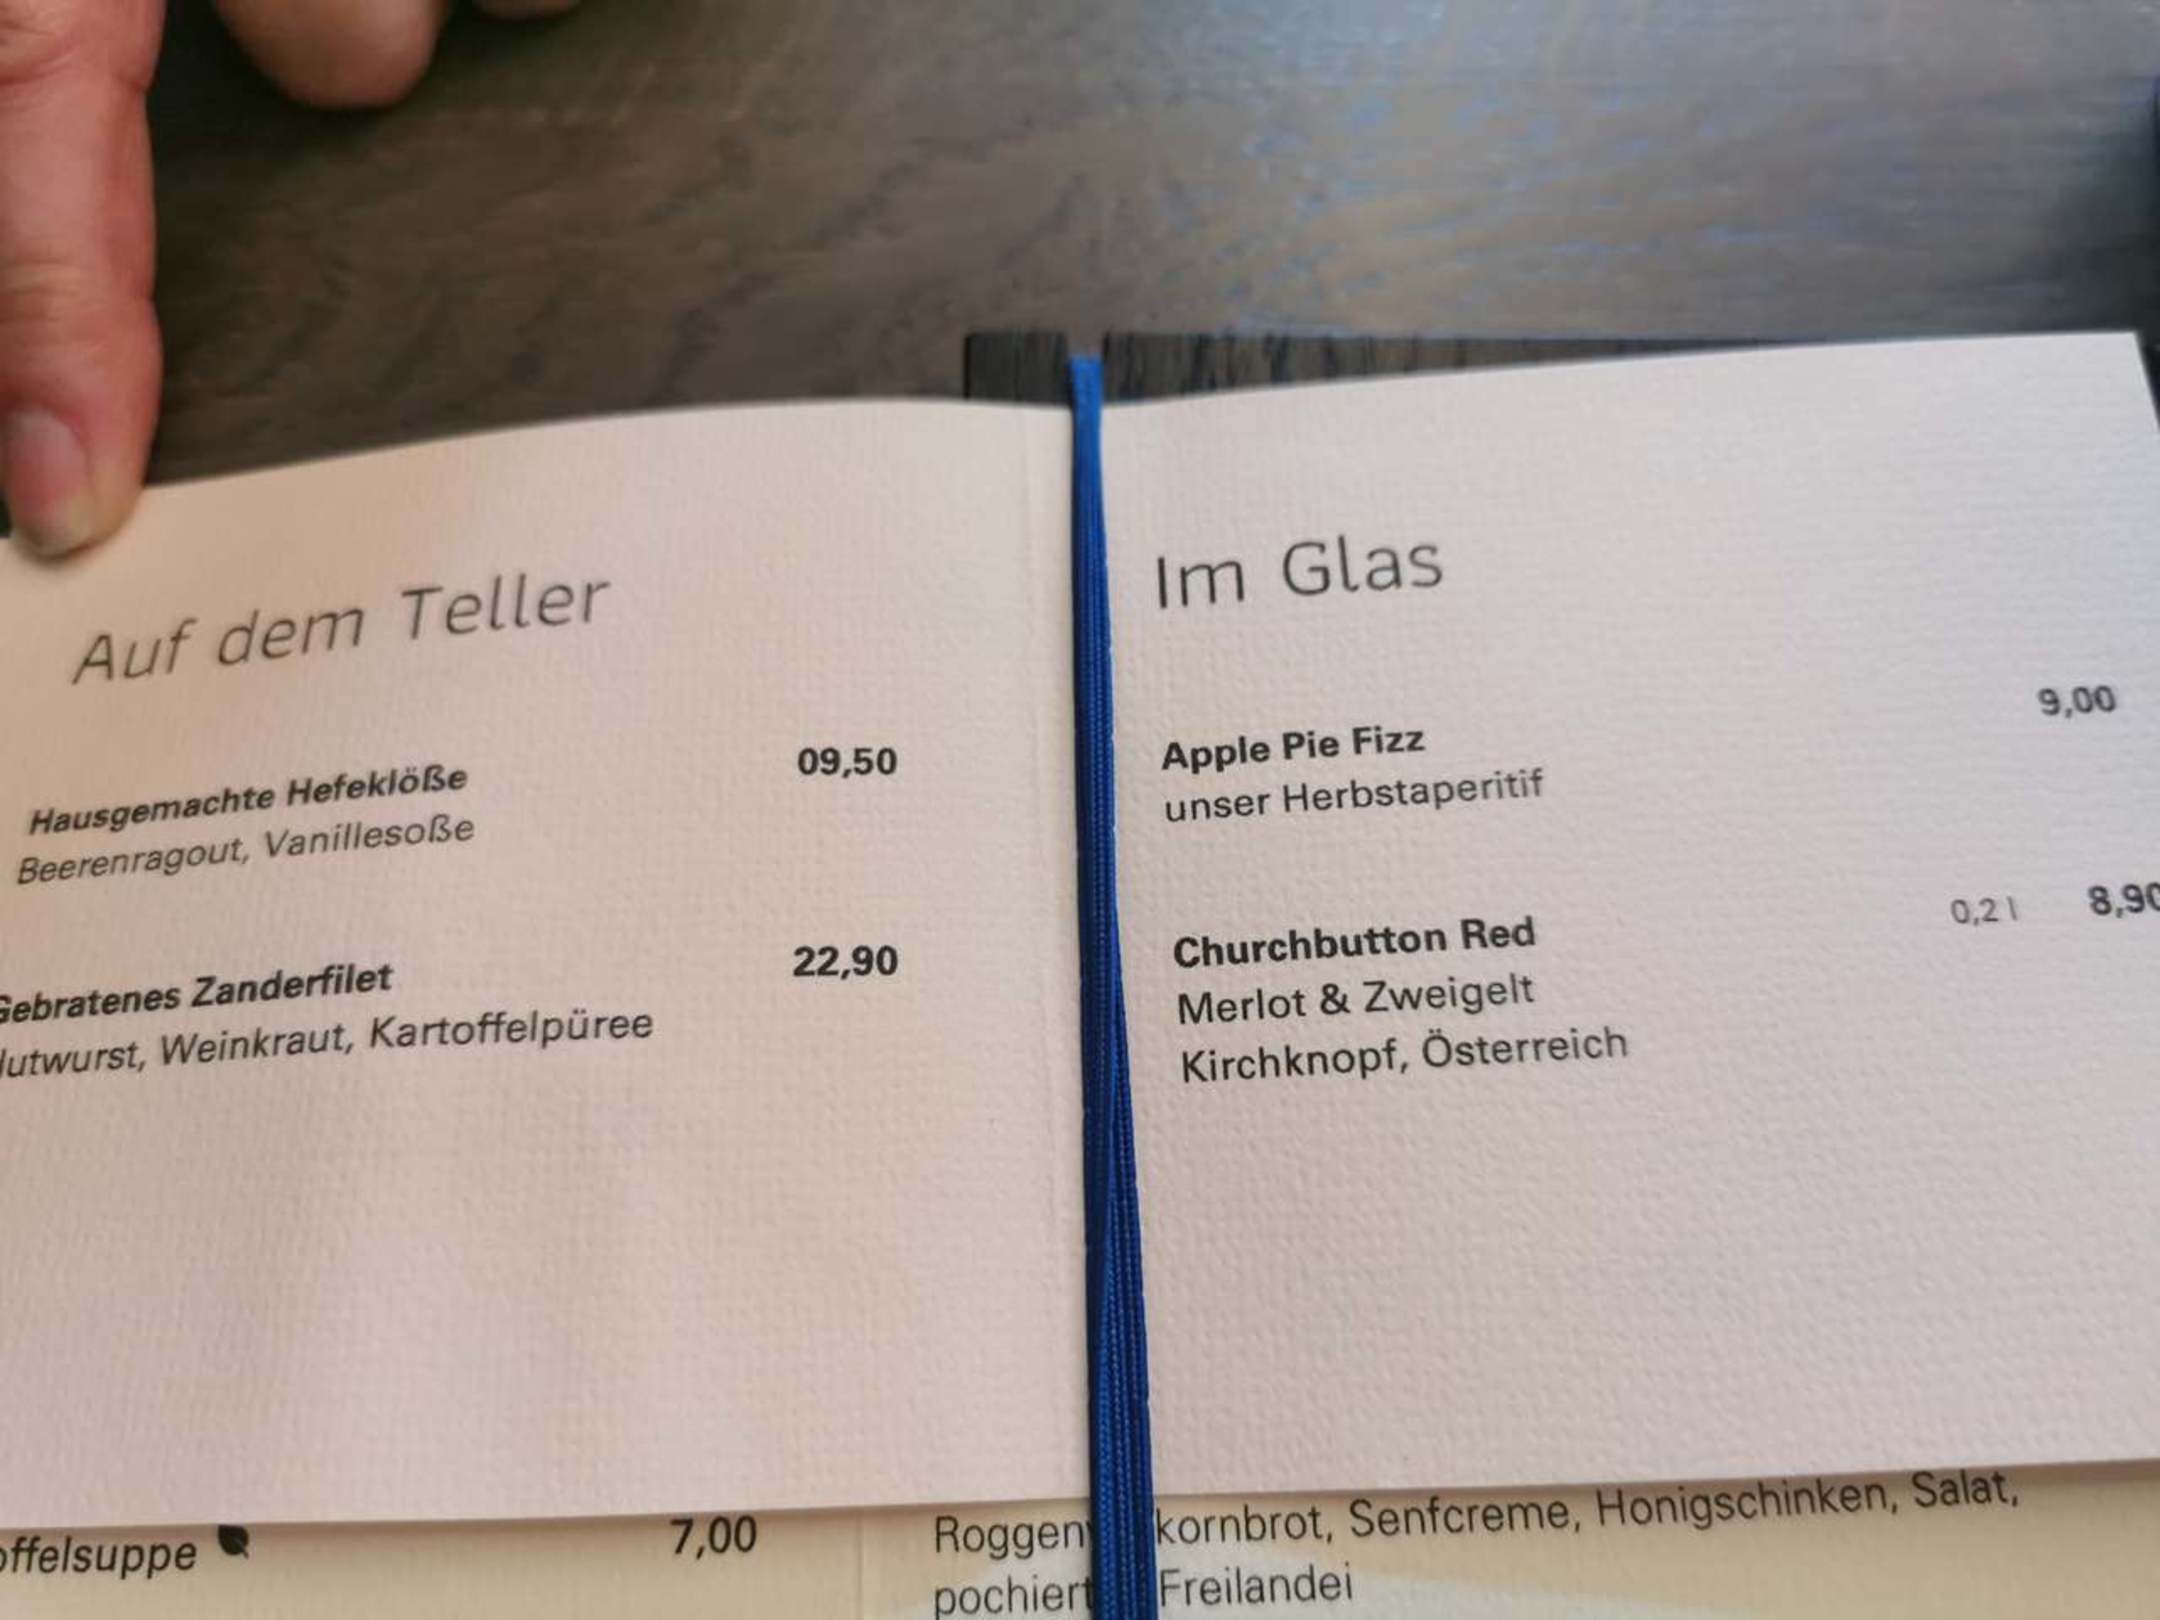 Auf dem Teller
Hausgemachte Hefeklöße 09,50
Beerenragout, Vanillesoße
Gebratenes Zanderfilet 22,90
Weinkraut, Kartoffelpüree
Im Glas
Apple Pie Fizz 9,00
unser Herbstaperitif
Churchbutton Red 0,2 l 8,90
Merlot & Zweigelt
Kirchknopf, Österreich
7,00
Senfcreme, Honigschinken, Salat,
Freilandei